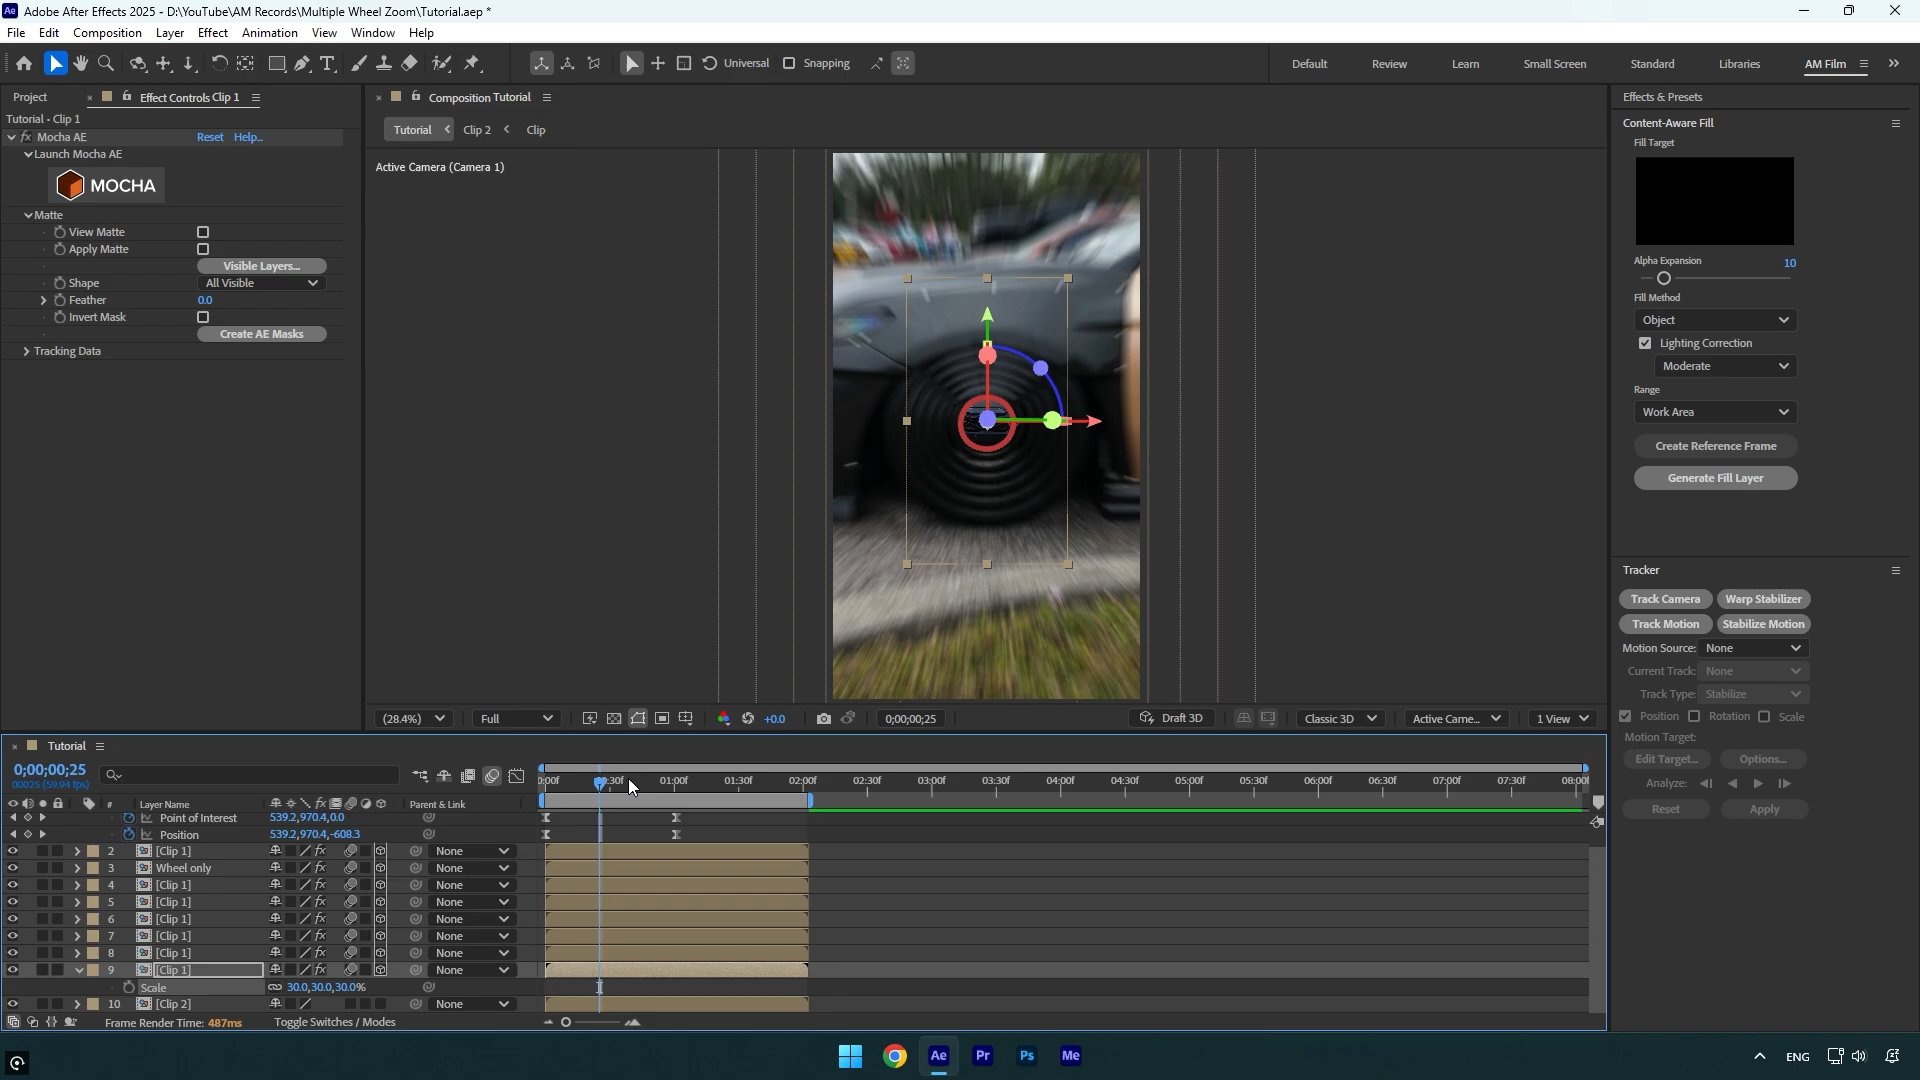 Adobe After Effects 2025 - D:\YouTube\AM Records\Multiple Wheel Zoom\Tutorial.aep *
File Edit Composition Layer Effect Animation View Window Help
Universal Snapping Default Review Learn Small Screen Standard Libraries AM Film
Project Effect Controls Clip 1
Tutorial • Clip 1
Mocha AE Reset Help...
Launch Mocha AE
MOCHA
Matte
View Matte
Apply Matte
Visible Layers...
Shape All Visible
Feather 0.0
Invert Mask
Create AE Masks
Tracking Data
Composition Tutorial
Tutorial Clip 2 Clip
Active Camera (Camera 1)
(28.4%) Full +0.0 0;00;00;25 Draft 3D Classic 3D Active Came... 1 View
Effects & Presets
Content-Aware Fill
Fill Target
Alpha Expansion 10
Fill Method
Object
Lighting Correction
Moderate
Range
Work Area
Create Reference Frame
Generate Fill Layer
Tracker
Track Camera Warp Stabilizer
Track Motion Stabilize Motion
Motion Source: None
Current Track: None
Track Type: Stabilize
Position Rotation Scale
Motion Target:
Edit Target... Options...
Analyze:
Reset Apply
Tutorial
0;00;00;25
00025 (59.94 fps)
01:00f 01:30f 02:00f 02:30f 03:00f 03:30f 04:00f 04:30f 05:00f 05:30f 06:00f 06:30f 07:00f 07:30f
# Layer Name Parent & Link
Point of Interest 539.2,970.4,0.0
Position 539.2,970.4,-608.3
2 [Clip 1] None
3 Wheel only None
4 [Clip 1] None
5 [Clip 1] None
6 [Clip 1] None
7 [Clip 1] None
8 [Clip 1] None
9 [Clip 1] None
Scale 30.0,30.0,30.0%
10 [Clip 2] None
Frame Render Time: 487ms Toggle Switches / Modes
Ae Pr Ps Me ENG